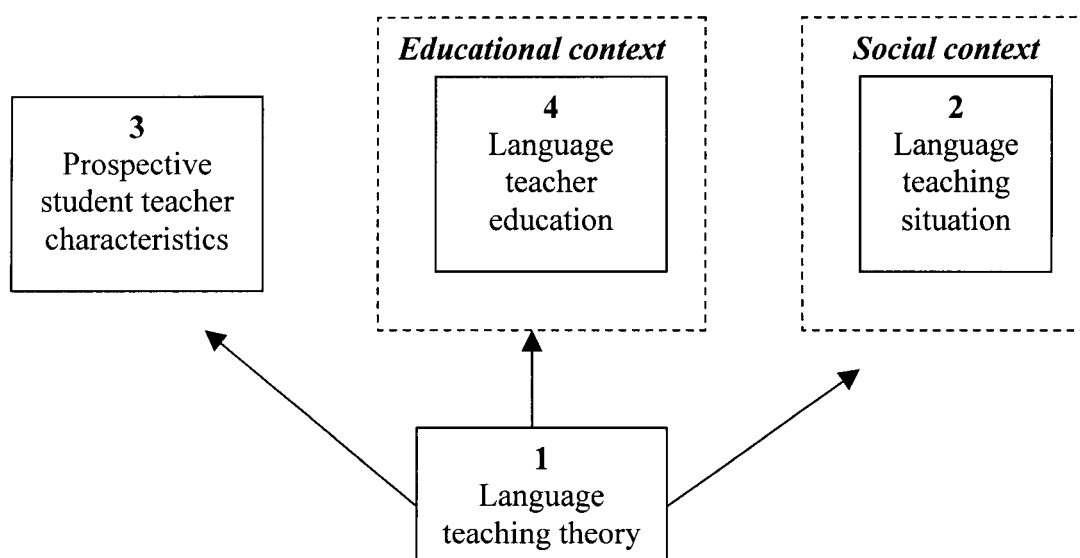 Educational context
Social context
3
Prospective
student teacher
characteristics
4
Language
teacher
education
2
Language
teaching
situation
1
Language
teaching theory